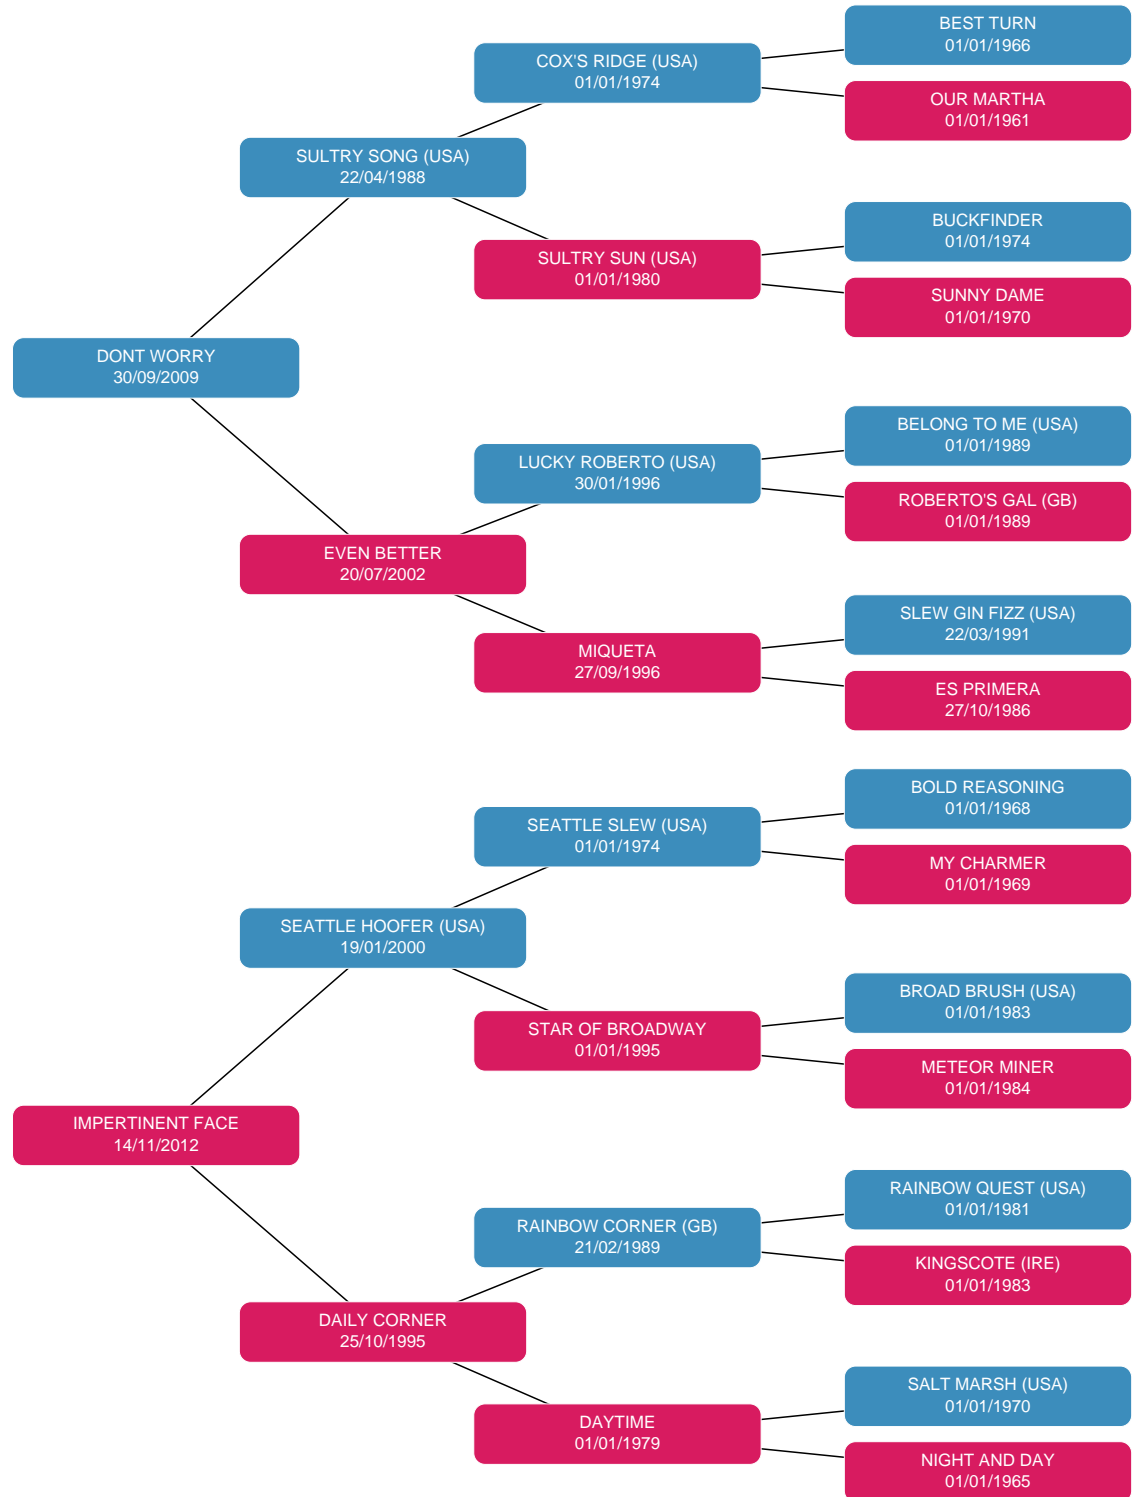 BEST TURN
01/01/1966
COX'S RIDGE (USA)
01/01/1974
OUR MARTHA
01/01/1961
SULTRY SONG (USA)
22/04/1988
BUCKFINDER
01/01/1974
SULTRY SUN (USA)
01/01/1980
SUNNY DAME
01/01/1970
DONT WORRY
30/09/2009
BELONG TO ME (USA)
01/01/1989
LUCKY ROBERTO (USA)
30/01/1996
ROBERTO'S GAL (GB)
01/01/1989
EVEN BETTER
20/07/2002
SLEW GIN FIZZ (USA)
22/03/1991
MIQUETA
27/09/1996
ES PRIMERA
27/10/1986
BOLD REASONING
01/01/1968
SEATTLE SLEW (USA)
01/01/1974
MY CHARMER
01/01/1969
SEATTLE HOOFER (USA)
19/01/2000
BROAD BRUSH (USA)
01/01/1983
STAR OF BROADWAY
01/01/1995
METEOR MINER
01/01/1984
IMPERTINENT FACE
14/11/2012
RAINBOW QUEST (USA)
01/01/1981
RAINBOW CORNER (GB)
21/02/1989
KINGSCOTE (IRE)
01/01/1983
DAILY CORNER
25/10/1995
SALT MARSH (USA)
01/01/1970
DAYTIME
01/01/1979
NIGHT AND DAY
01/01/1965